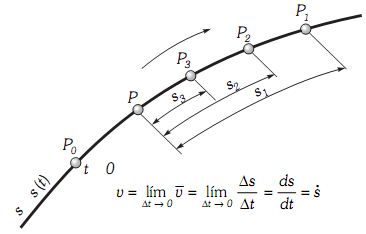 P₁
P₂
P₃
P
s₃
s₂
s₁
P₀
t 0
s s(t)
υ = lím Δt → 0 ῡ = lím Δt → 0 Δs/Δt = ds/dt = ṡ